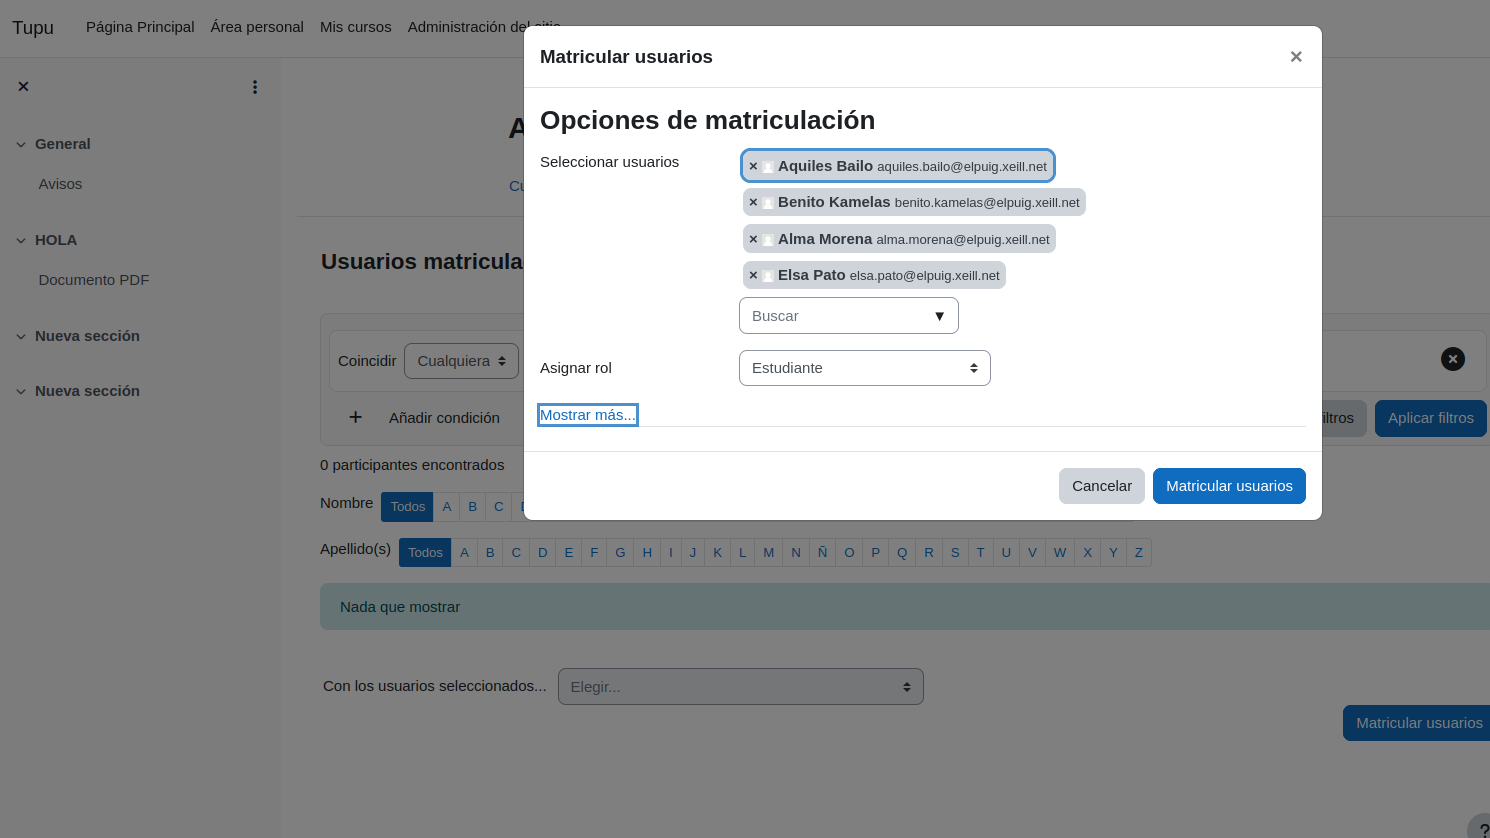 Tupu Página Principal Área personal Mis cursos Administración del sitio
Matricular usuarios ×
Opciones de matriculación
General
Seleccionar usuarios
× Aquiles Bailo aquiles.bailo@elpuig.xeill.net
Avisos
× Benito Kamelas benito.kamelas@elpuig.xeill.net
HOLA
× Alma Morena alma.morena@elpuig.xeill.net
Documento PDF
× Elsa Pato elsa.pato@elpuig.xeill.net
Usuarios matricula
Buscar
Nueva sección
Coincidir Cualquiera
Asignar rol Estudiante
Nueva sección
Mostrar más...
+ Añadir condición
Aplicar filtros
0 participantes encontrados
Cancelar Matricular usuarios
Nombre Todos A B C
Apellido(s) Todos A B C D E F G H I J K L M N Ñ O P Q R S T U V W X Y Z
Nada que mostrar
Con los usuarios seleccionados... Elegir...
Matricular usuarios
?